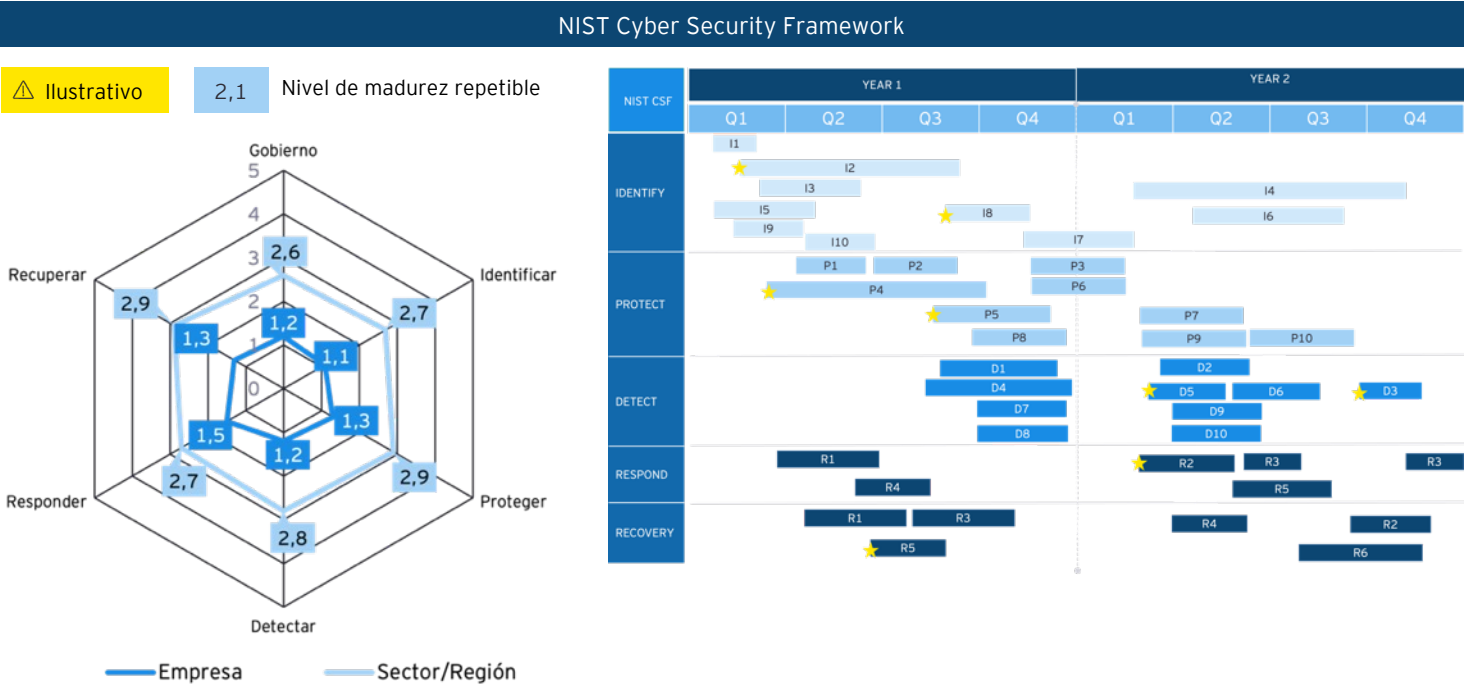 NIST Cyber Security Framework
⚠ Ilustrativo
2,1
Nivel de madurez repetible
Gobierno
5
4
3
2
1
0
2,6
Recuperar
Identificar
2,9
2,7
1,2
1,3
1,1
1,5
1,3
1,2
2,7
2,9
Responder
Proteger
2,8
Detectar
Empresa
Sector/Región
NIST CSF
YEAR 1
YEAR 2
Q1 Q2 Q3 Q4 Q1 Q2 Q3 Q4
IDENTIFY
I1
I2
I3
I4
I5
I8
I6
I9
I10
I7
PROTECT
P1 P2 P3
P4 P6
P5 P7
P8 P9 P10
DETECT
D1 D2
D4 D5 D6 D3
D7 D9
D8 D10
RESPOND
R1 R2 R3 R3
R4 R5
RECOVERY
R1 R3 R4 R2
R5 R6